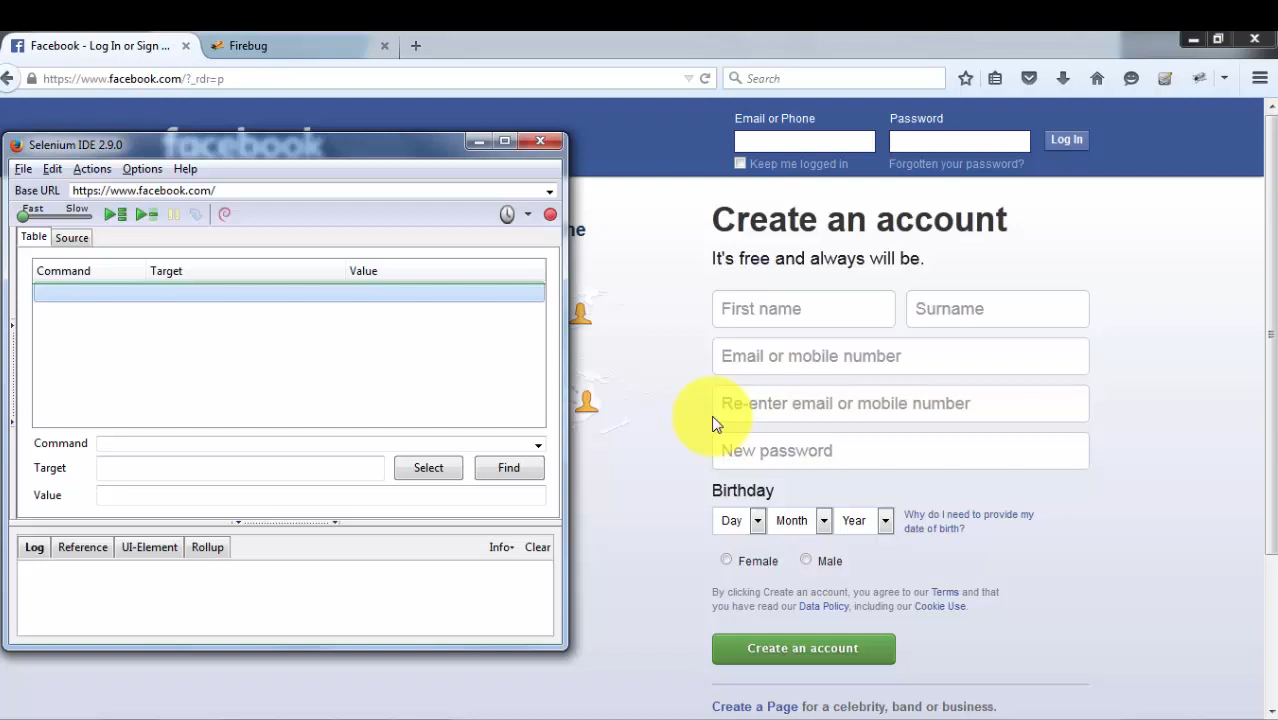 Facebook - Log In or Sign ...
Firebug
https://www.facebook.com/?_rdr=p
Search
facebook
Email or Phone
Password
Log In
Keep me logged in
Forgotten your password?
Selenium IDE 2.9.0
File Edit Actions Options Help
Base URL https://www.facebook.com/
Fast Slow
Table Source
Command Target Value
Command
Target
Select
Find
Value
Log Reference UI-Element Rollup
Info Clear
Create an account
It's free and always will be.
First name
Surname
Email or mobile number
Re-enter email or mobile number
New password
Birthday
Day Month Year
Why do I need to provide my
date of birth?
Female
Male
By clicking Create an account, you agree to our Terms and that
you have read our Data Policy, including our Cookie Use.
Create an account
Create a Page for a celebrity, band or business.